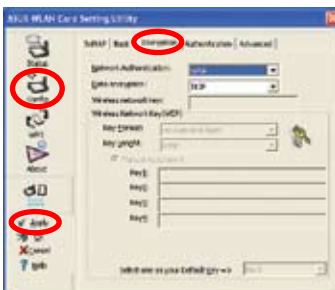 ASUS WLAN Card Setting Utility
Status
Config
About
Apply
Cancel
Help
SoftAP Basic Encryption Authentication Advanced
Network Authentication:
Data encryption: TKIP
Wireless network key:
Wireless Network Key (WEP)
Key Format:
Key Length:
Key1:
Key2:
Key3:
Key4:
Select one as your Default Key =>